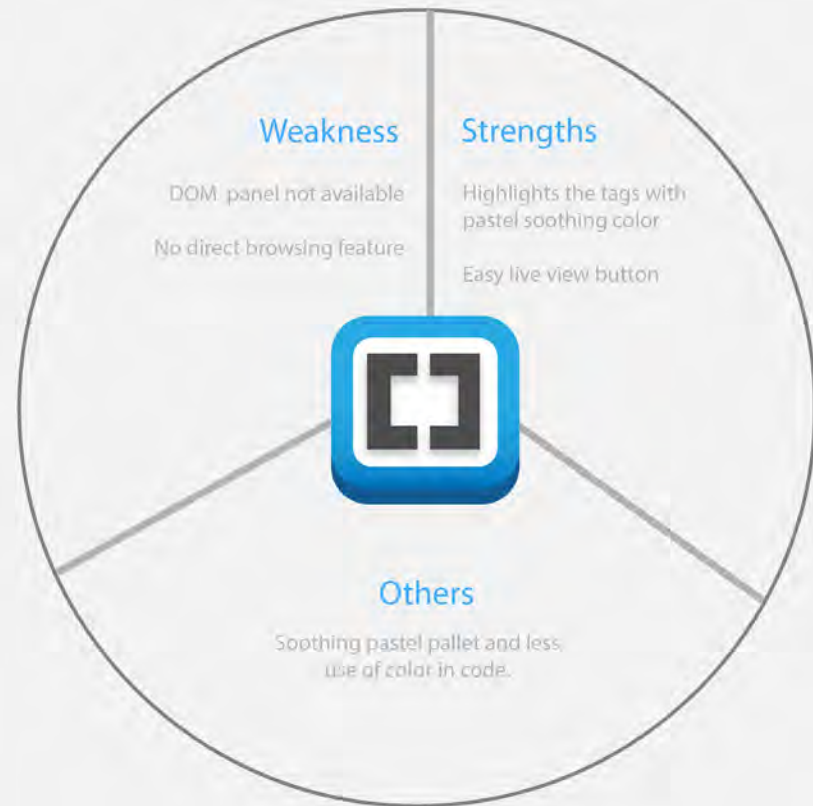 Weakness
DOM panel not available
No direct browsing feature
Strengths
Highlights the tags with
pastel soothing color
Easy live view button
Others
Soothing pastel pallet and less
use of color in code.